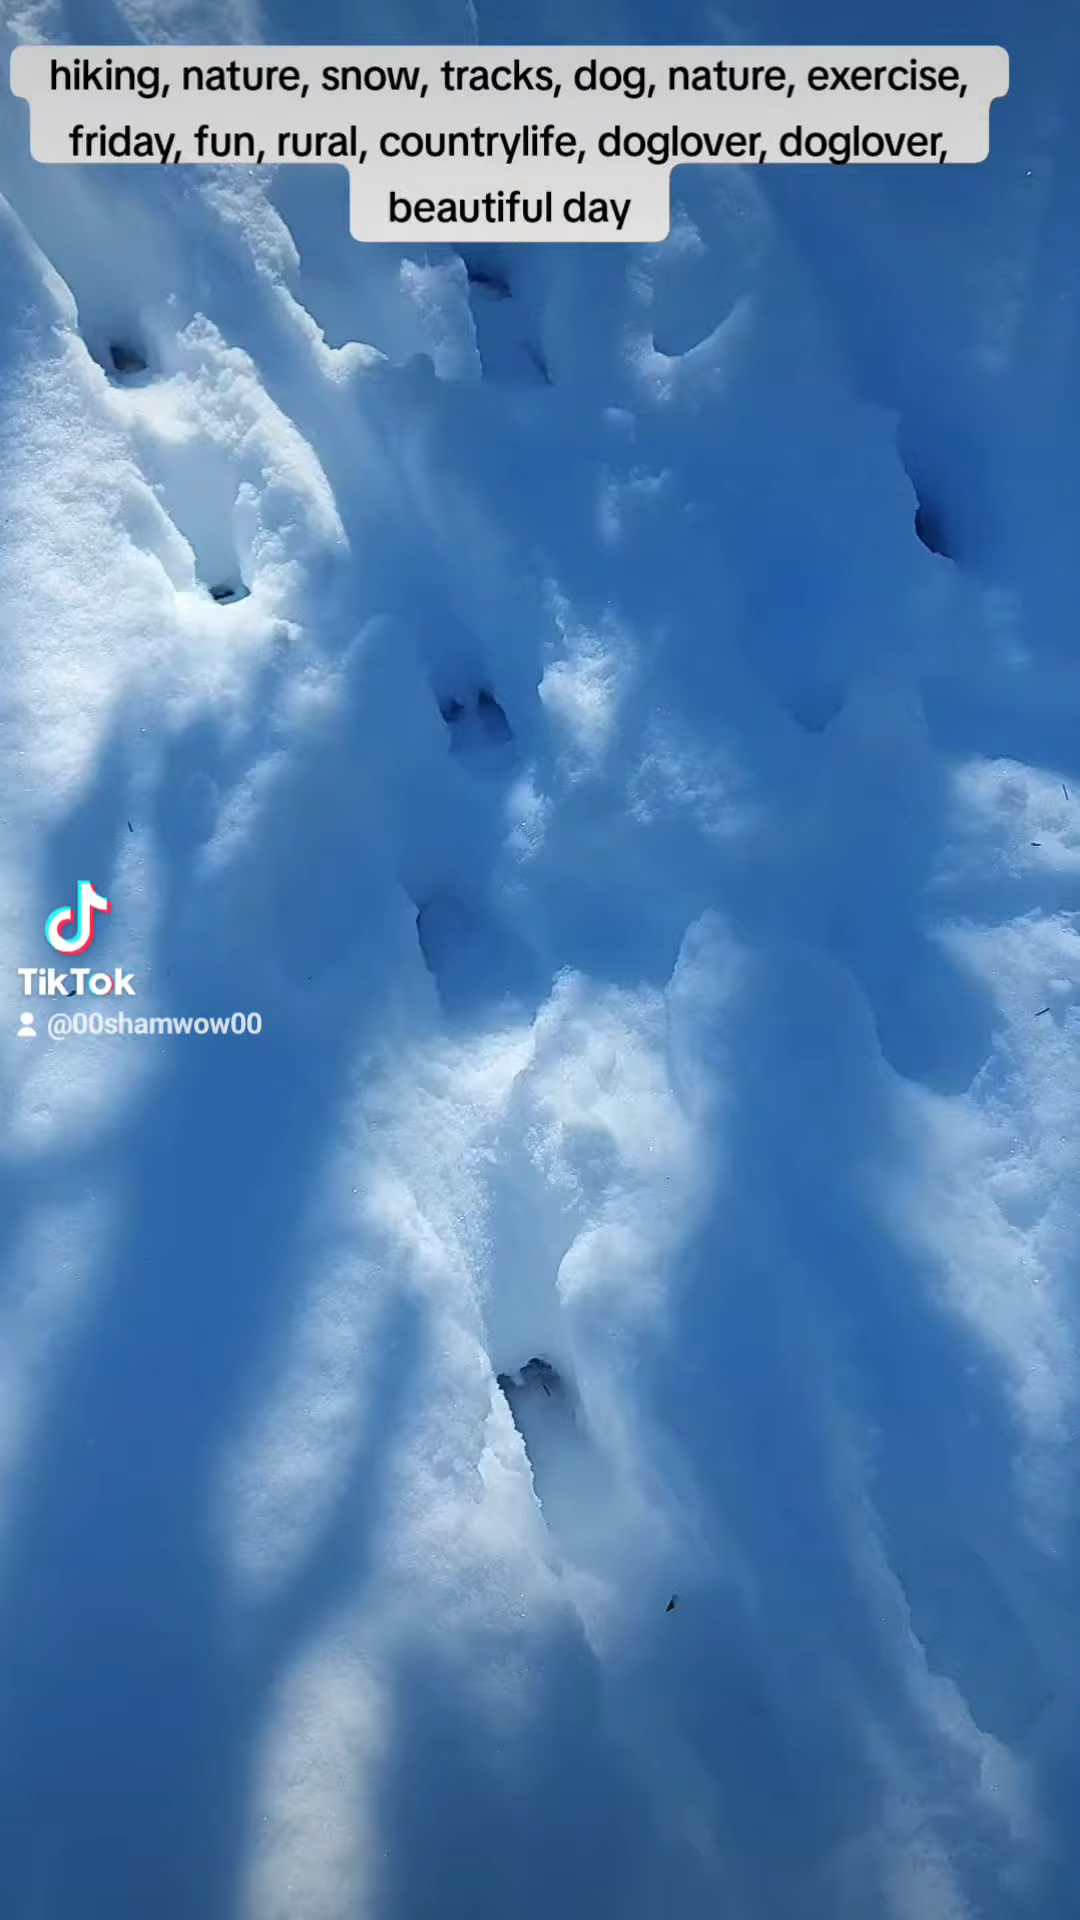 hiking, nature, snow, tracks, dog, nature, exercise,
friday, fun, rural, countrylife, doglover, doglover,
beautiful day
TikTok
@00shamwow00